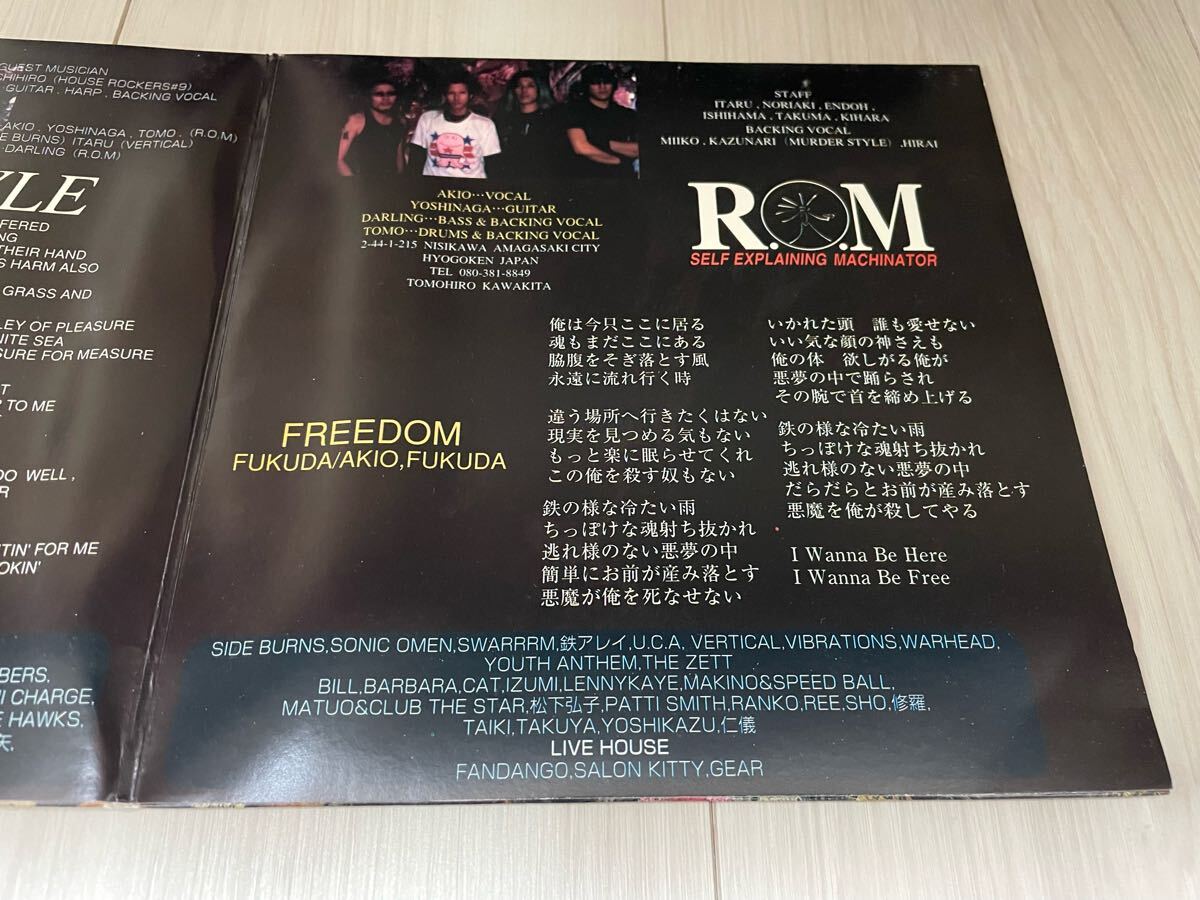 GUEST MUSICIAN
CHIHIRO (HOUSE ROCKERS#9)
GUITAR . HARP . BACKING VOCAL
AKIO . YOSHINAGA , TOMO . (R.O.M)
BURNS) ITARU (VERTICAL)
DARLING (R.O.M)
FERED
THEIR HAND
HARM ALSO
GRASS AND
OF PLEASURE
SEA
FOR MEASURE
TO ME
WELL ,
FOR ME
BERS,
CHARGE,
HAWKS,
矢,
AKIO…VOCAL
YOSHINAGA…GUITAR
DARLING…BASS & BACKING VOCAL
TOMO…DRUMS & BACKING VOCAL
2-44-1-215 NISIKAWA AMAGASAKI CITY
HYOGOKEN JAPAN
TEL 080-381-8849
TOMOHIRO KAWAKITA
STAFF
ITARU , NORIAKI . ENDOH ,
ISHIHAMA , TAKUMA . KIHARA
BACKING VOCAL
MIIKO . KAZUNARI (MURDER STYLE) .HIRAI
R.O.M
SELF EXPLAINING MACHINATOR
FREEDOM
FUKUDA/AKIO,FUKUDA
俺は今只ここに居る
魂もまだここにある
脇腹をそぎ落とす風
永遠に流れ行く時
違う場所へ行きたくはない
現実を見つめる気もない
もっと楽に眠らせてくれ
この俺を殺す奴もない
鉄の様な冷たい雨
ちっぽけな魂射ち抜かれ
逃れ様のない悪夢の中
簡単にお前が産み落とす
悪魔が俺を死なせない
いかれた頭 誰も愛せない
いい気な顔の神さえも
俺の体 欲しがる俺が
悪夢の中で踊らされ
その腕で首を締め上げる
鉄の様な冷たい雨
ちっぽけな魂射ち抜かれ
逃れ様のない悪夢の中
だらだらとお前が産み落とす
悪魔を俺が殺してやる
I Wanna Be Here
I Wanna Be Free
SIDE BURNS,SONIC OMEN,SWARRRM,鉄アレイ,U.C.A, VERTICAL,VIBRATIONS,WARHEAD,
YOUTH ANTHEM,THE ZETT
BILL,BARBARA,CAT,IZUMI,LENNYKAYE,MAKINO&SPEED BALL,
MATUO&CLUB THE STAR,松下弘子,PATTI SMITH,RANKO,REE,SHO,修羅,
TAIKI,TAKUYA,YOSHIKAZU,仁儀
LIVE HOUSE
FANDANGO,SALON KITTY,GEAR